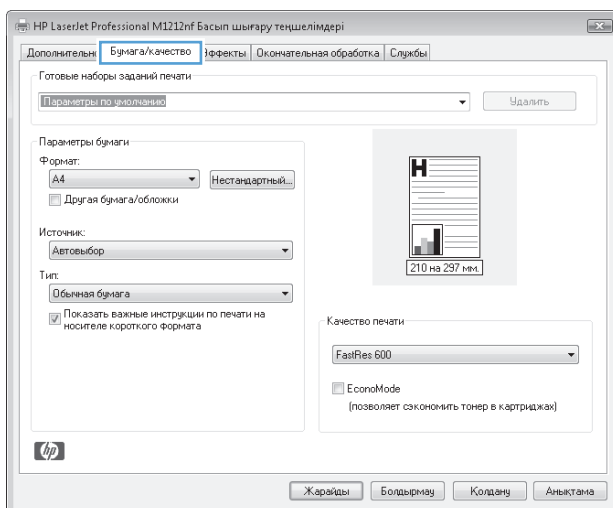 HP LaserJet Professional M1212nf Басып шығару теңшелімдері
Дополнительн Бумага/качество Эффекты Окончательная обработка Службы
Готовые наборы заданий печати
Параметры по умолчанию Удалить
Параметры бумаги
Формат:
A4 Нестандартный...
Другая бумага/обложки
Источник:
Автовыбор
Тип:
Обычная бумага
Показать важные инструкции по печати на
носителе короткого формата
H
210 на 297 мм.
Качество печати
FastRes 600
EconoMode
(позволяет сэкономить тонер в картриджах)
hp
Жарайды Болдырмау Қолдану Анықтама